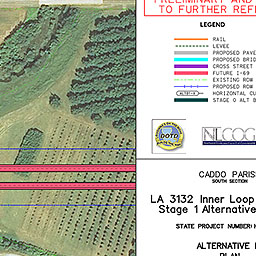 PRELIMINARY AND
TO FURTHER REF
LEGEND
RAIL
LEVEE
PROPOSED PAVE
PROPOSED BRID
CROSS STREET
FUTURE I-69
EXISTING ROW
PROPOSED ROW
HORIZONTAL CU
STAGE 0 ALT B
DOTD
NLCOG
CADDO PARIS
SOUTH SECTION
LA 3132 Inner Loop
Stage 1 Alternative
STATE PROJECT NUMBER: H
ALTERNATIVE
PLAN